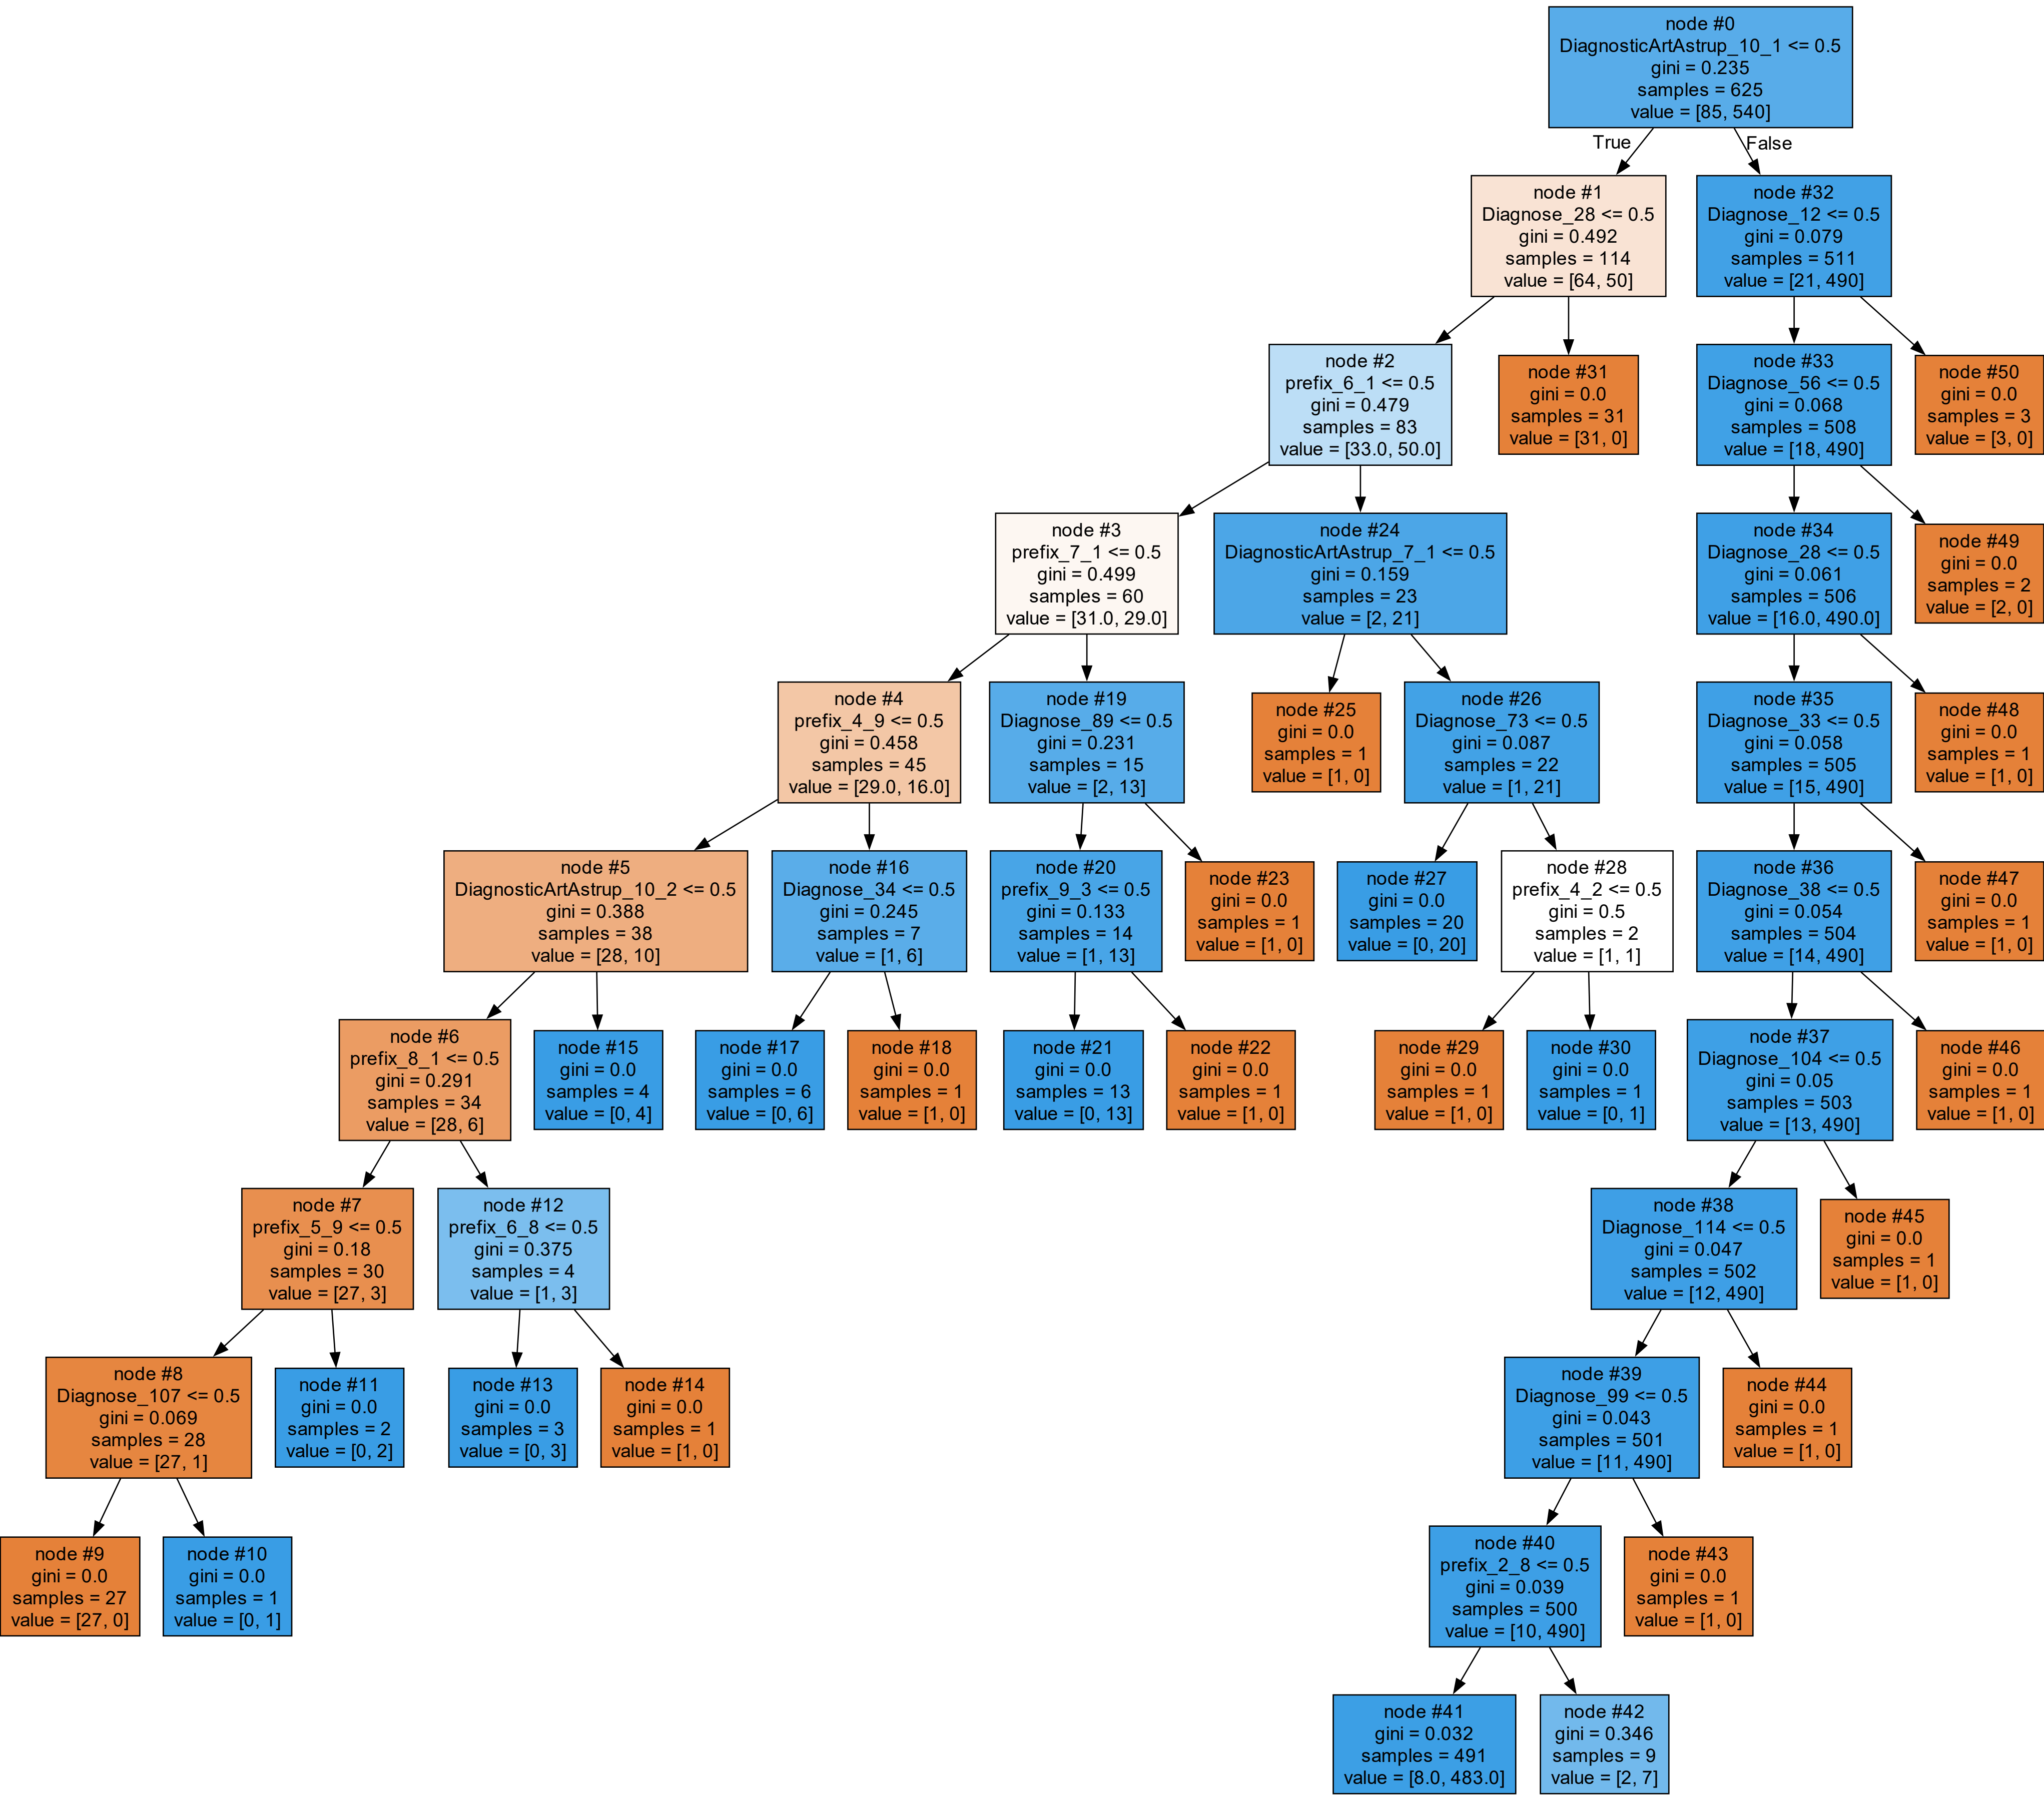 node #0
DiagnosticArtAstrup_10_1 <= 0.5
gini = 0.235
samples = 625
value = [85, 540]
True
False
node #1
Diagnose_28 <= 0.5
gini = 0.492
samples = 114
value = [64, 50]
node #32
Diagnose_12 <= 0.5
gini = 0.079
samples = 511
value = [21, 490]
node #2
prefix_6_1 <= 0.5
gini = 0.479
samples = 83
value = [33.0, 50.0]
node #31
gini = 0.0
samples = 31
value = [31, 0]
node #33
Diagnose_56 <= 0.5
gini = 0.068
samples = 508
value = [18, 490]
node #50
gini = 0.0
samples = 3
value = [3, 0]
node #3
prefix_7_1 <= 0.5
gini = 0.499
samples = 60
value = [31.0, 29.0]
node #24
DiagnosticArtAstrup_7_1 <= 0.5
gini = 0.159
samples = 23
value = [2, 21]
node #34
Diagnose_28 <= 0.5
gini = 0.061
samples = 506
value = [16.0, 490.0]
node #49
gini = 0.0
samples = 2
value = [2, 0]
node #4
prefix_4_9 <= 0.5
gini = 0.458
samples = 45
value = [29.0, 16.0]
node #19
Diagnose_89 <= 0.5
gini = 0.231
samples = 15
value = [2, 13]
node #25
gini = 0.0
samples = 1
value = [1, 0]
node #26
Diagnose_73 <= 0.5
gini = 0.087
samples = 22
value = [1, 21]
node #35
Diagnose_33 <= 0.5
gini = 0.058
samples = 505
value = [15, 490]
node #48
gini = 0.0
samples = 1
value = [1, 0]
node #5
DiagnosticArtAstrup_10_2 <= 0.5
gini = 0.388
samples = 38
value = [28, 10]
node #16
Diagnose_34 <= 0.5
gini = 0.245
samples = 7
value = [1, 6]
node #20
prefix_9_3 <= 0.5
gini = 0.133
samples = 14
value = [1, 13]
node #23
gini = 0.0
samples = 1
value = [1, 0]
node #27
gini = 0.0
samples = 20
value = [0, 20]
node #28
prefix_4_2 <= 0.5
gini = 0.5
samples = 2
value = [1, 1]
node #36
Diagnose_38 <= 0.5
gini = 0.054
samples = 504
value = [14, 490]
node #47
gini = 0.0
samples = 1
value = [1, 0]
node #6
prefix_8_1 <= 0.5
gini = 0.291
samples = 34
value = [28, 6]
node #15
gini = 0.0
samples = 4
value = [0, 4]
node #17
gini = 0.0
samples = 6
value = [0, 6]
node #18
gini = 0.0
samples = 1
value = [1, 0]
node #21
gini = 0.0
samples = 13
value = [0, 13]
node #22
gini = 0.0
samples = 1
value = [1, 0]
node #29
gini = 0.0
samples = 1
value = [1, 0]
node #30
gini = 0.0
samples = 1
value = [0, 1]
node #37
Diagnose_104 <= 0.5
gini = 0.05
samples = 503
value = [13, 490]
node #46
gini = 0.0
samples = 1
value = [1, 0]
node #7
prefix_5_9 <= 0.5
gini = 0.18
samples = 30
value = [27, 3]
node #12
prefix_6_8 <= 0.5
gini = 0.375
samples = 4
value = [1, 3]
node #38
Diagnose_114 <= 0.5
gini = 0.047
samples = 502
value = [12, 490]
node #45
gini = 0.0
samples = 1
value = [1, 0]
node #8
Diagnose_107 <= 0.5
gini = 0.069
samples = 28
value = [27, 1]
node #11
gini = 0.0
samples = 2
value = [0, 2]
node #13
gini = 0.0
samples = 3
value = [0, 3]
node #14
gini = 0.0
samples = 1
value = [1, 0]
node #39
Diagnose_99 <= 0.5
gini = 0.043
samples = 501
value = [11, 490]
node #44
gini = 0.0
samples = 1
value = [1, 0]
node #9
gini = 0.0
samples = 27
value = [27, 0]
node #10
gini = 0.0
samples = 1
value = [0, 1]
node #40
prefix_2_8 <= 0.5
gini = 0.039
samples = 500
value = [10, 490]
node #43
gini = 0.0
samples = 1
value = [1, 0]
node #41
gini = 0.032
samples = 491
value = [8.0, 483.0]
node #42
gini = 0.346
samples = 9
value = [2, 7]